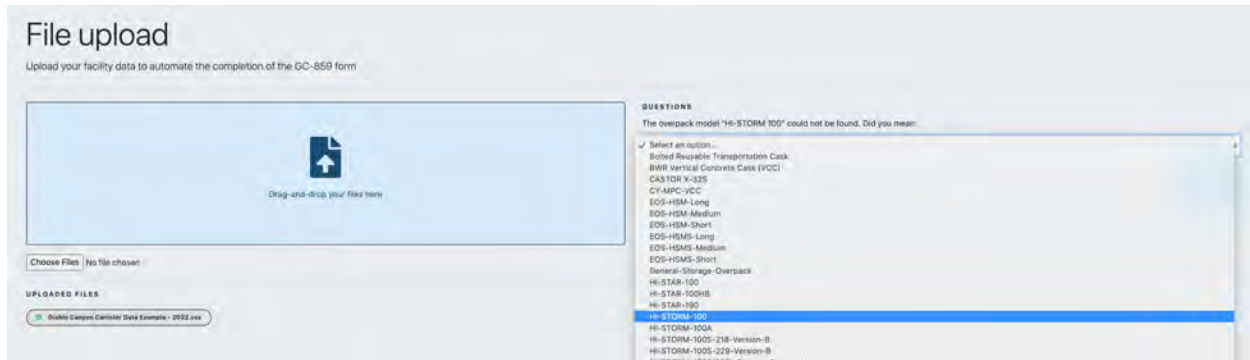 File upload
Upload your facility data to automate the completion of the GC-859 form
Drag-and-drop your files here
Choose Files No file chosen
UPLOADED FILES
Diablo Canyon Canister Data Example - 2022.csv
QUESTIONS
The overpack model "HI-STORM 100" could not be found. Did you mean:
✓ Select an option...
Bolted Reusable Transportation Cask
BWR Vertical Concrete Cask (VCC)
CASTOR X-32S
CY-MPC-VCC
EOS-HSM-Long
EOS-HSM-Medium
EOS-HSM-Short
EOS-HSMS-Long
EOS-HSMS-Medium
EOS-HSMS-Short
General-Storage-Overpack
HI-STAR-100
HI-STAR-100HB
HI-STAR-190
HI-STORM-100
HI-STORM-100A
HI-STORM-100S-218-Version-B
HI-STORM-100S-229-Version-B